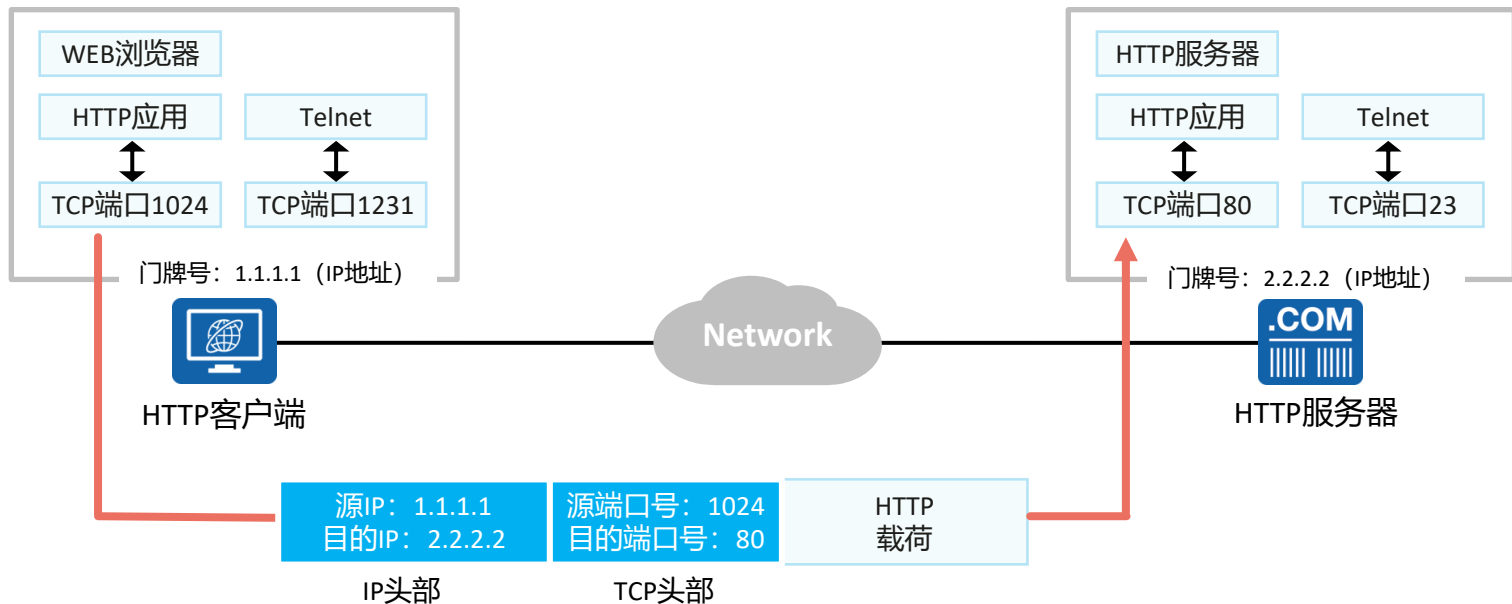 WEB浏览器
HTTP应用
Telnet
TCP端口1024
TCP端口1231
门牌号：1.1.1.1（IP地址）
HTTP客户端
Network
HTTP服务器
HTTP应用
Telnet
TCP端口80
TCP端口23
门牌号：2.2.2.2（IP地址）
.COM
HTTP服务器
源IP：1.1.1.1
目的IP：2.2.2.2
IP头部
源端口号：1024
目的端口号：80
TCP头部
HTTP
载荷